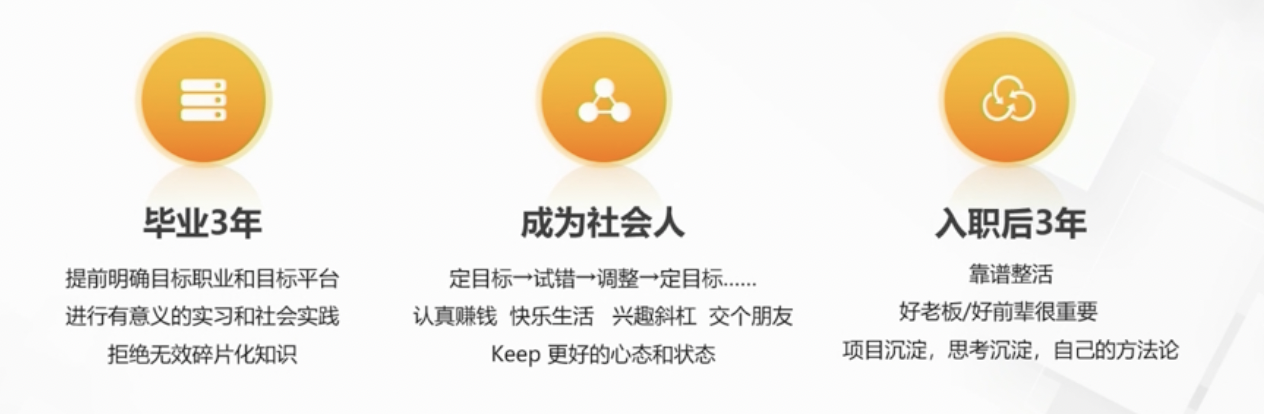 毕业3年
提前明确目标职业和目标平台
进行有意义的实习和社会实践
拒绝无效碎片化知识
成为社会人
定目标→试错→调整→定目标......
认真赚钱 快乐生活 兴趣斜杠 交个朋友
Keep 更好的心态和状态
入职后3年
靠谱整活
好老板/好前辈很重要
项目沉淀，思考沉淀，自己的方法论